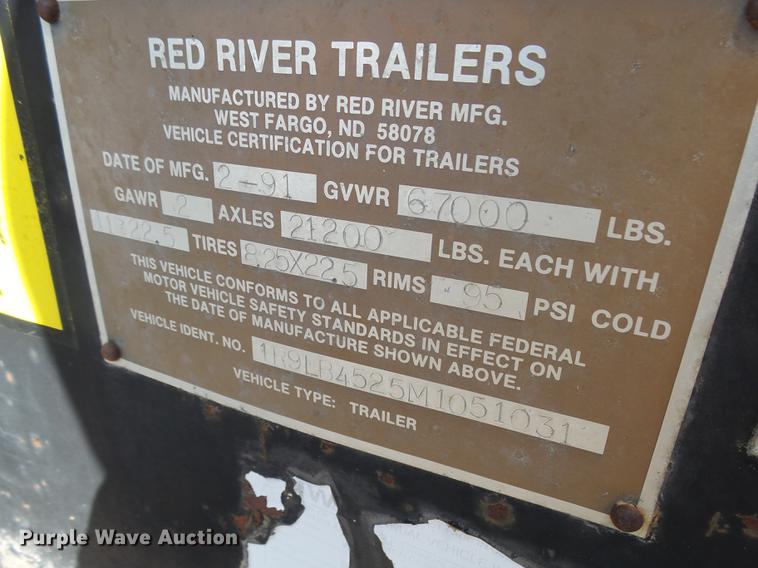 RED RIVER TRAILERS
MANUFACTURED BY RED RIVER MFG.
WEST FARGO, ND 58078
VEHICLE CERTIFICATION FOR TRAILERS
DATE OF MFG. 2-91 GVWR 67000 LBS.
GAWR 2 AXLES 21200 LBS. EACH WITH
11X22.5 TIRES 8.25X22.5 RIMS 95 PSI COLD
THIS VEHICLE CONFORMS TO ALL APPLICABLE FEDERAL
MOTOR VEHICLE SAFETY STANDARDS IN EFFECT ON
THE DATE OF MANUFACTURE SHOWN ABOVE.
VEHICLE IDENT. NO. 1R9LB4525M1051031
VEHICLE TYPE: TRAILER
Purple Wave Auction